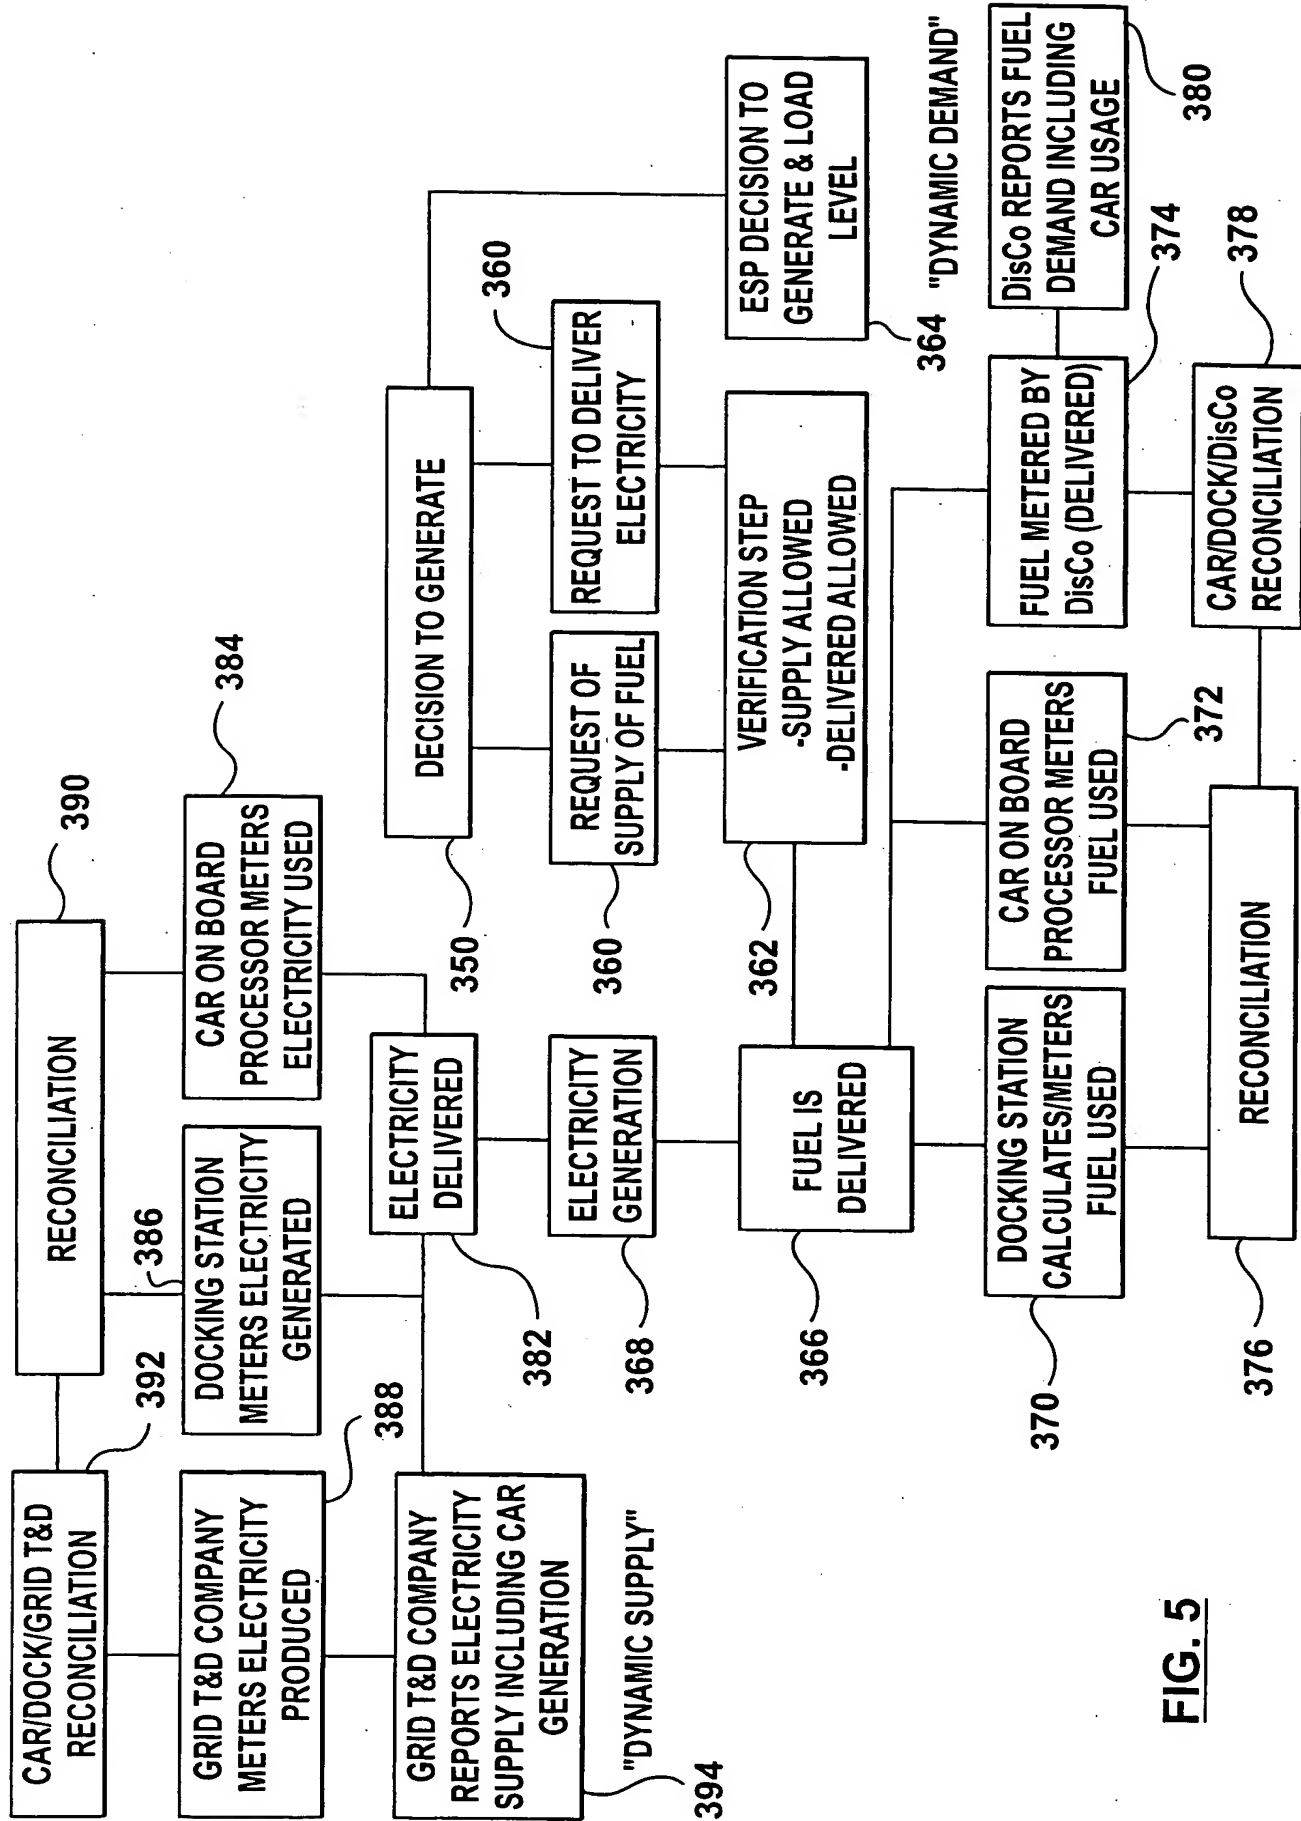 CAR/DOCK/GRID T&D
RECONCILIATION
392
RECONCILIATION
390
GRID T&D COMPANY
METERS ELECTRICITY
PRODUCED
388
DOCKING STATION
METERS ELECTRICITY
GENERATED
386
CAR ON BOARD
PROCESSOR METERS
ELECTRICITY USED
384
GRID T&D COMPANY
REPORTS ELECTRICITY
SUPPLY INCLUDING CAR
GENERATION
"DYNAMIC SUPPLY"
394
ELECTRICITY
DELIVERED
382
DECISION TO GENERATE
350
ELECTRICITY
GENERATION
368
REQUEST OF
SUPPLY OF FUEL
360
REQUEST TO DELIVER
ELECTRICITY
360
FUEL IS
DELIVERED
366
VERIFICATION STEP
-SUPPLY ALLOWED
-DELIVERED ALLOWED
362
ESP DECISION TO
GENERATE & LOAD
LEVEL
364
"DYNAMIC DEMAND"
DOCKING STATION
CALCULATES/METERS
FUEL USED
370
CAR ON BOARD
PROCESSOR METERS
FUEL USED
372
FUEL METERED BY
DisCo (DELIVERED)
374
DisCo REPORTS FUEL
DEMAND INCLUDING
CAR USAGE
380
RECONCILIATION
376
CAR/DOCK/DisCo
RECONCILIATION
378
FIG. 5